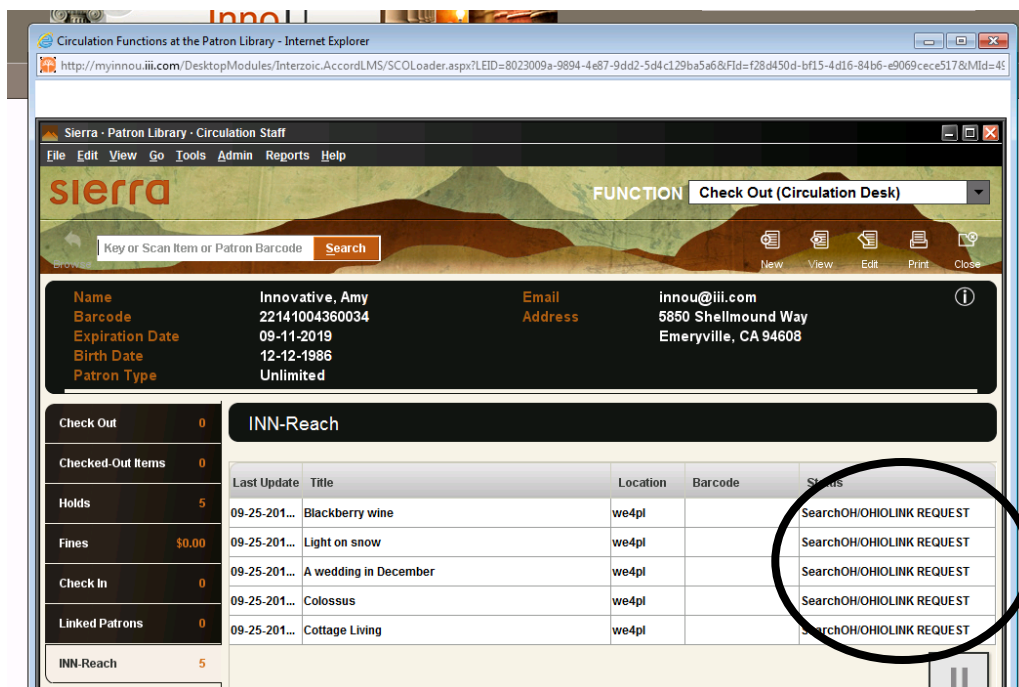 Inno U
Circulation Functions at the Patron Library - Internet Explorer
http://myinnou.iii.com/DesktopModules/Interzoic.AccordLMS/SCOLoader.aspx?LEID=8023009a-9894-4e87-9dd2-5d4c129ba5a6&FId=f28d450d-bf15-4d16-84b6-e9069cece517&MId=49
Sierra · Patron Library · Circulation Staff
File Edit View Go Tools Admin Reports Help
sierra
FUNCTION Check Out (Circulation Desk)
Key or Scan Item or Patron Barcode Search
New View Edit Print Close
Name Innovative, Amy Email innou@iii.com
Barcode 22141004360034 Address 5850 Shellmound Way
Expiration Date 09-11-2019 Emeryville, CA 94608
Birth Date 12-12-1986
Patron Type Unlimited
Check Out 0
INN-Reach
Checked-Out Items 0
Last Update Title Location Barcode Status
Holds 5
09-25-201... Blackberry wine we4pl SearchOH/OHIOLINK REQUEST
Fines $0.00
09-25-201... Light on snow we4pl SearchOH/OHIOLINK REQUEST
09-25-201... A wedding in December we4pl SearchOH/OHIOLINK REQUEST
Check In 0
09-25-201... Colossus we4pl SearchOH/OHIOLINK REQUEST
Linked Patrons 0
09-25-201... Cottage Living we4pl SearchOH/OHIOLINK REQUEST
INN-Reach 5